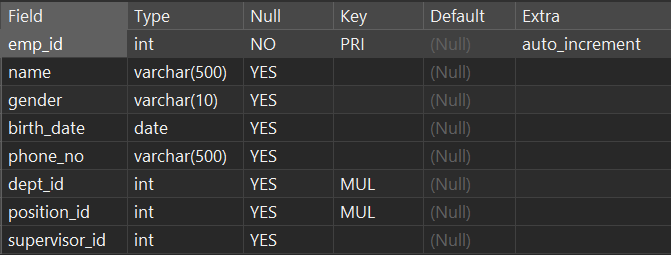 Field Type Null Key Default Extra
emp_id int NO PRI (Null) auto_increment
name varchar(500) YES (Null)
gender varchar(10) YES (Null)
birth_date date YES (Null)
phone_no varchar(500) YES (Null)
dept_id int YES MUL (Null)
position_id int YES MUL (Null)
supervisor_id int YES (Null)